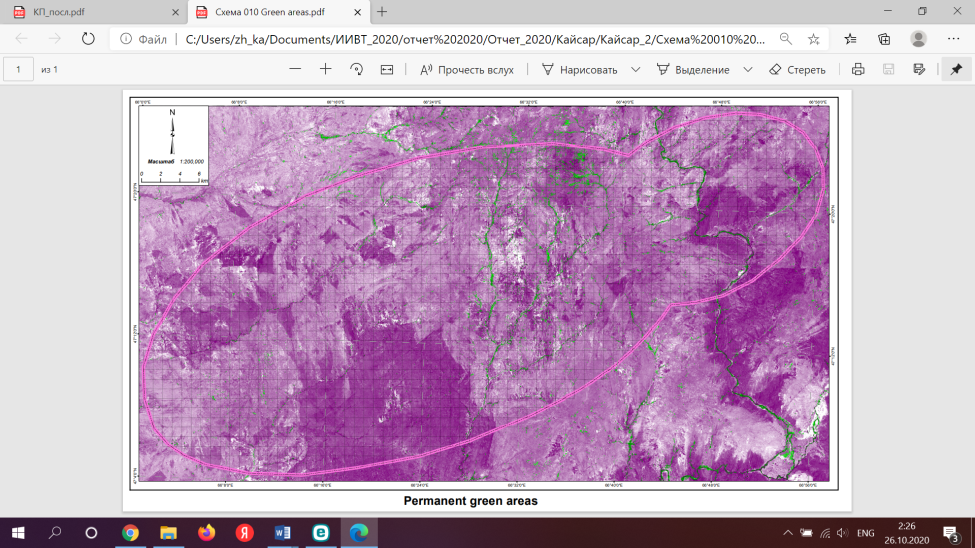 КП_посл.pdf
Схема 010 Green areas.pdf
Файл
C:/Users/zh_ka/Documents/ИИВТ_2020/отчет%202020/Отчет_2020/Кайсар/Кайсар_2/Схема%20010%20...
1 из 1
Прочесть вслух
Нарисовать
Выделение
Стереть
N
Масштаб 1:200,000
0 2 4 6 km
Permanent green areas
ENG
2:26
26.10.2020
3